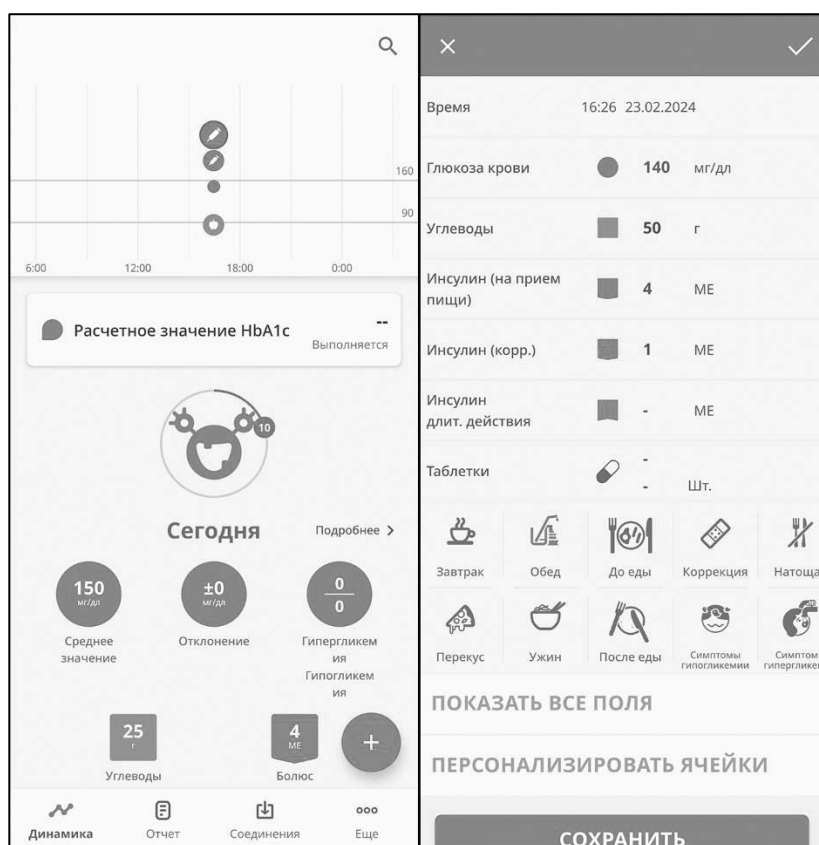 160
90
6:00 12:00 18:00 0:00
Расчетное значение HbA1c
--
Выполняется
10
Сегодня
Подробнее >
150
мг/дл
±0
мг/дл
0
0
Среднее
значение
Отклонение
Гипергликем
ия
Гипогликем
ия
25
г
4
МЕ
+
Углеводы
Болюс
Динамика
Отчет
Соединения
Еще
Время 16:26 23.02.2024
Глюкоза крови 140 мг/дл
Углеводы 50 г
Инсулин (на прием
пищи)
4 МЕ
Инсулин (корр.) 1 МЕ
Инсулин
длит. действия
- МЕ
Таблетки
-
- Шт.
Завтрак Обед До еды Коррекция Натоща
Перекус Ужин После еды
Симптомы
гипогликемии
Симптом
гипергликем
ПОКАЗАТЬ ВСЕ ПОЛЯ
ПЕРСОНАЛИЗИРОВАТЬ ЯЧЕЙКИ
СОХРАНИТЬ